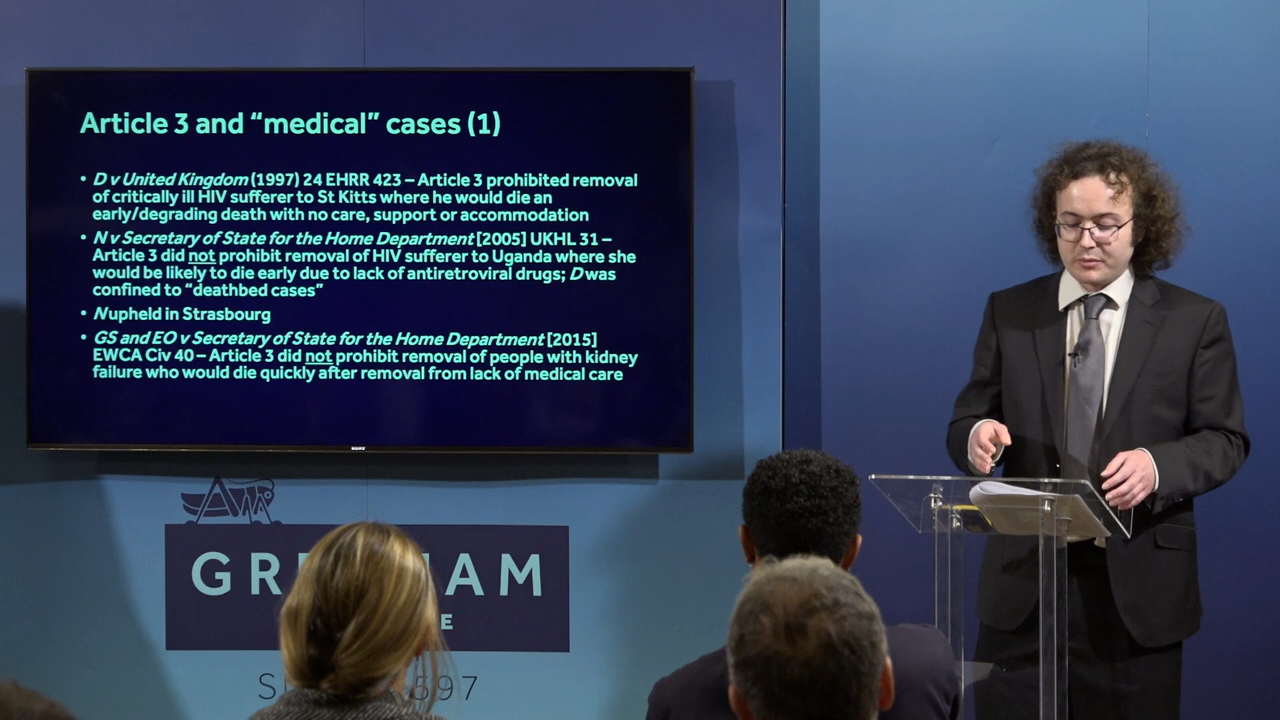 Article 3 and “medical” cases (1)
• D v United Kingdom (1997) 24 EHRR 423 – Article 3 prohibited removal
of critically ill HIV sufferer to St Kitts where he would die an
early/degrading death with no care, support or accommodation
• N v Secretary of State for the Home Department [2005] UKHL 31 –
Article 3 did not prohibit removal of HIV sufferer to Uganda where she
would be likely to die early due to lack of antiretroviral drugs; D was
confined to “deathbed cases”
• N upheld in Strasbourg
• GS and EO v Secretary of State for the Home Department [2015]
EWCA Civ 40 – Article 3 did not prohibit removal of people with kidney
failure who would die quickly after removal from lack of medical care
SONY
GR AM
E
S 597